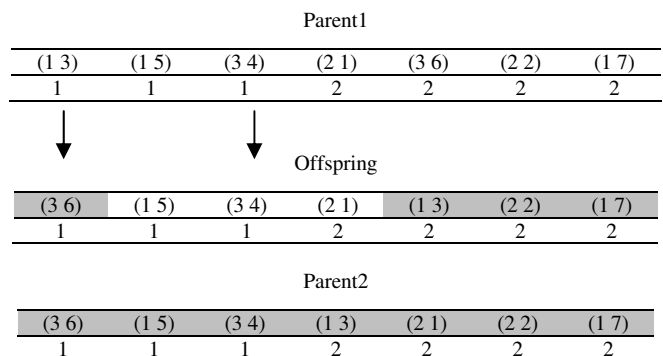 Parent1
(1 3) (1 5) (3 4) (2 1) (3 6) (2 2) (1 7)
1 1 1 2 2 2 2
Offspring
(3 6) (1 5) (3 4) (2 1) (1 3) (2 2) (1 7)
1 1 1 2 2 2 2
Parent2
(3 6) (1 5) (3 4) (1 3) (2 1) (2 2) (1 7)
1 1 1 2 2 2 2